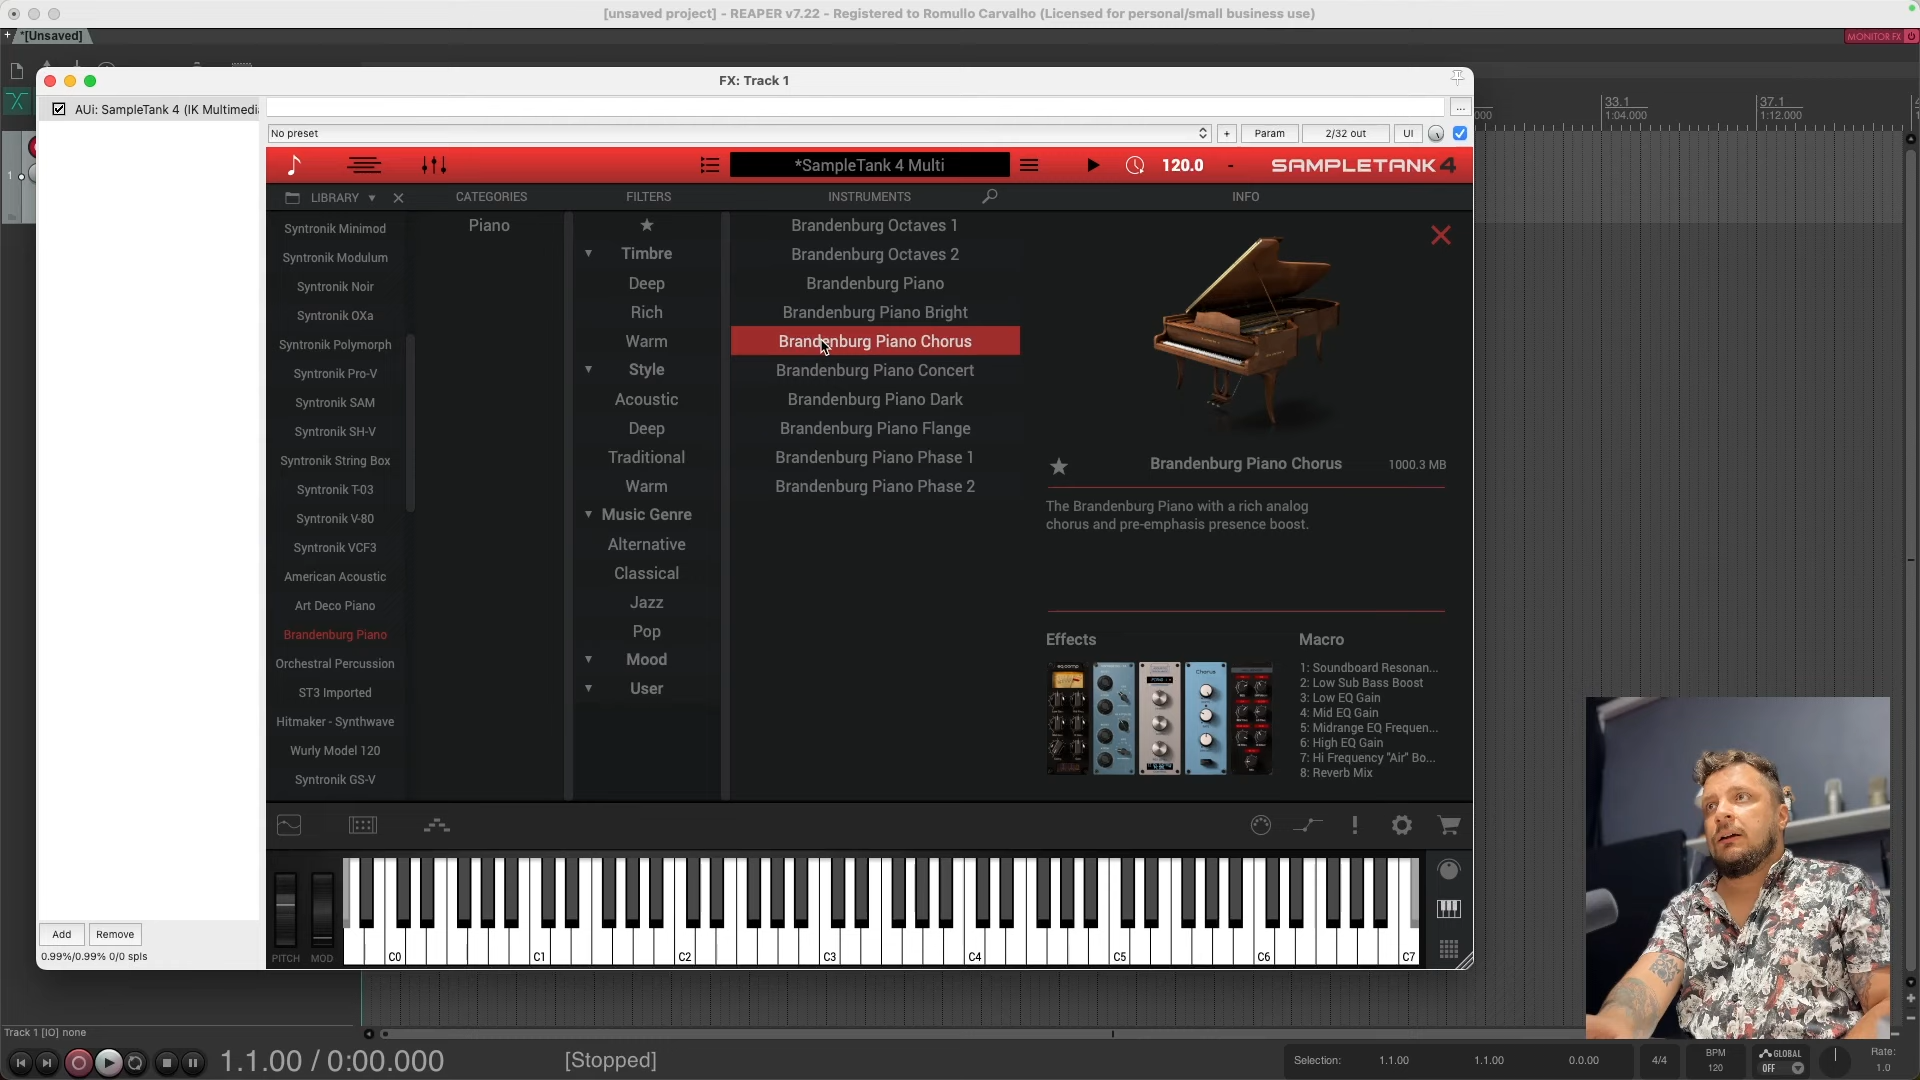 [unsaved project] - REAPER v7.22 - Registered to Romullo Carvalho (Licensed for personal/small business use)
+ *[Unsaved]
MONITOR FX
FX: Track 1
AUi: SampleTank 4 (IK Multimedi
...
No preset
+
Param
2/32 out
UI
*SampleTank 4 Multi
120.0
-
SAMPLETANK 4
LIBRARY
CATEGORIES
FILTERS
INSTRUMENTS
INFO
Syntronik Minimod
Syntronik Modulum
Syntronik Noir
Syntronik OXa
Syntronik Polymorph
Syntronik Pro-V
Syntronik SAM
Syntronik SH-V
Syntronik String Box
Syntronik T-03
Syntronik V-80
Syntronik VCF3
American Acoustic
Art Deco Piano
Brandenburg Piano
Orchestral Percussion
ST3 Imported
Hitmaker - Synthwave
Wurly Model 120
Syntronik GS-V
Piano
Timbre
Deep
Rich
Warm
Style
Acoustic
Deep
Traditional
Warm
Music Genre
Alternative
Classical
Jazz
Pop
Mood
User
Brandenburg Octaves 1
Brandenburg Octaves 2
Brandenburg Piano
Brandenburg Piano Bright
Brandenburg Piano Chorus
Brandenburg Piano Concert
Brandenburg Piano Dark
Brandenburg Piano Flange
Brandenburg Piano Phase 1
Brandenburg Piano Phase 2
Brandenburg Piano Chorus
1000.3 MB
The Brandenburg Piano with a rich analog
chorus and pre-emphasis presence boost.
Effects
Chorus
Macro
1: Soundboard Resonan...
2: Low Sub Bass Boost
3: Low EQ Gain
4: Mid EQ Gain
5: Midrange EQ Frequen...
6: High EQ Gain
7: Hi Frequency "Air" Bo...
8: Reverb Mix
PITCH
MOD
C0
C1
C2
C3
C4
C5
C6
C7
Add
Remove
0.99%/0.99% 0/0 spls
33.1
1:04.000
37.1
1:12.000
1
Track 1 [IO] none
1.1.00 / 0:00.000
[Stopped]
Selection:
1.1.00
1.1.00
0.0.00
4/4
BPM
120
GLOBAL
OFF
Rate:
1.0